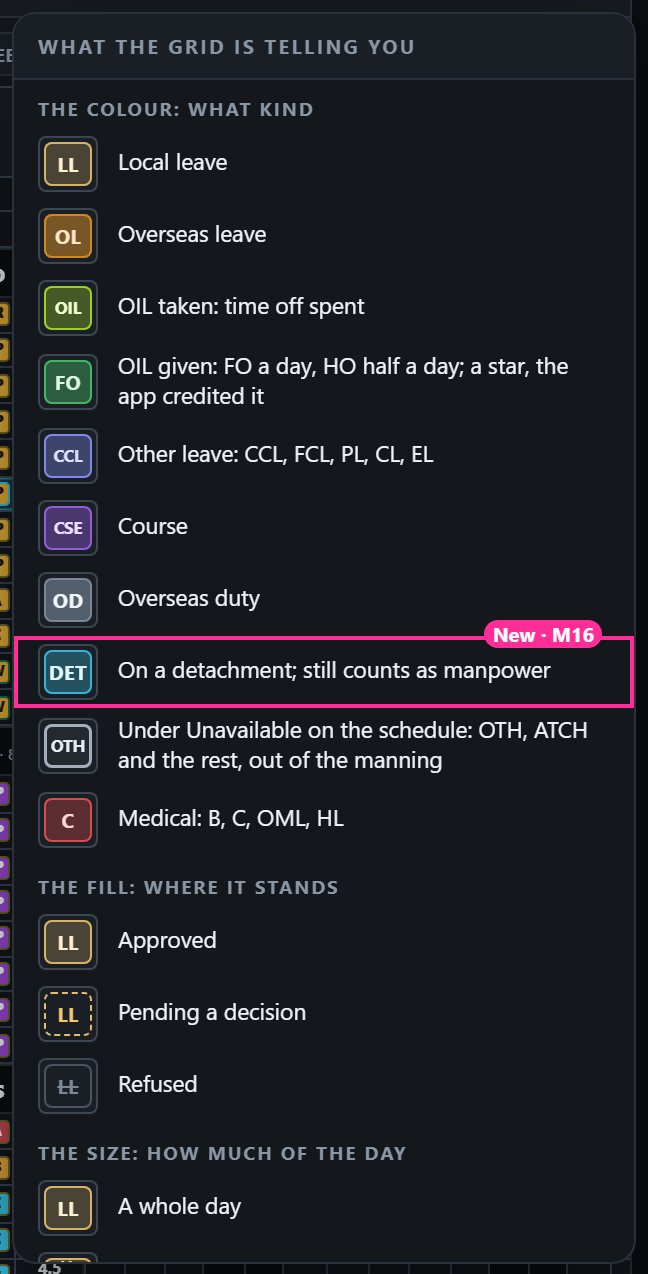 WHAT THE GRID IS TELLING YOU
THE COLOUR: WHAT KIND
LL Local leave
OL Overseas leave
OIL OIL taken: time off spent
FO OIL given: FO a day, HO half a day; a star, the
app credited it
CCL Other leave: CCL, FCL, PL, CL, EL
CSE Course
OD Overseas duty
New · M16
DET On a detachment; still counts as manpower
OTH Under Unavailable on the schedule: OTH, ATCH
and the rest, out of the manning
C Medical: B, C, OML, HL
THE FILL: WHERE IT STANDS
LL Approved
LL Pending a decision
LL Refused
THE SIZE: HOW MUCH OF THE DAY
LL A whole day
4.5